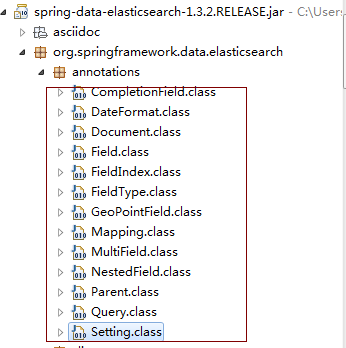 spring-data-elasticsearch-1.3.2.RELEASE.jar - C:\Users
asciidoc
org.springframework.data.elasticsearch
annotations
CompletionField.class
DateFormat.class
Document.class
Field.class
FieldIndex.class
FieldType.class
GeoPointField.class
Mapping.class
MultiField.class
NestedField.class
Parent.class
Query.class
Setting.class